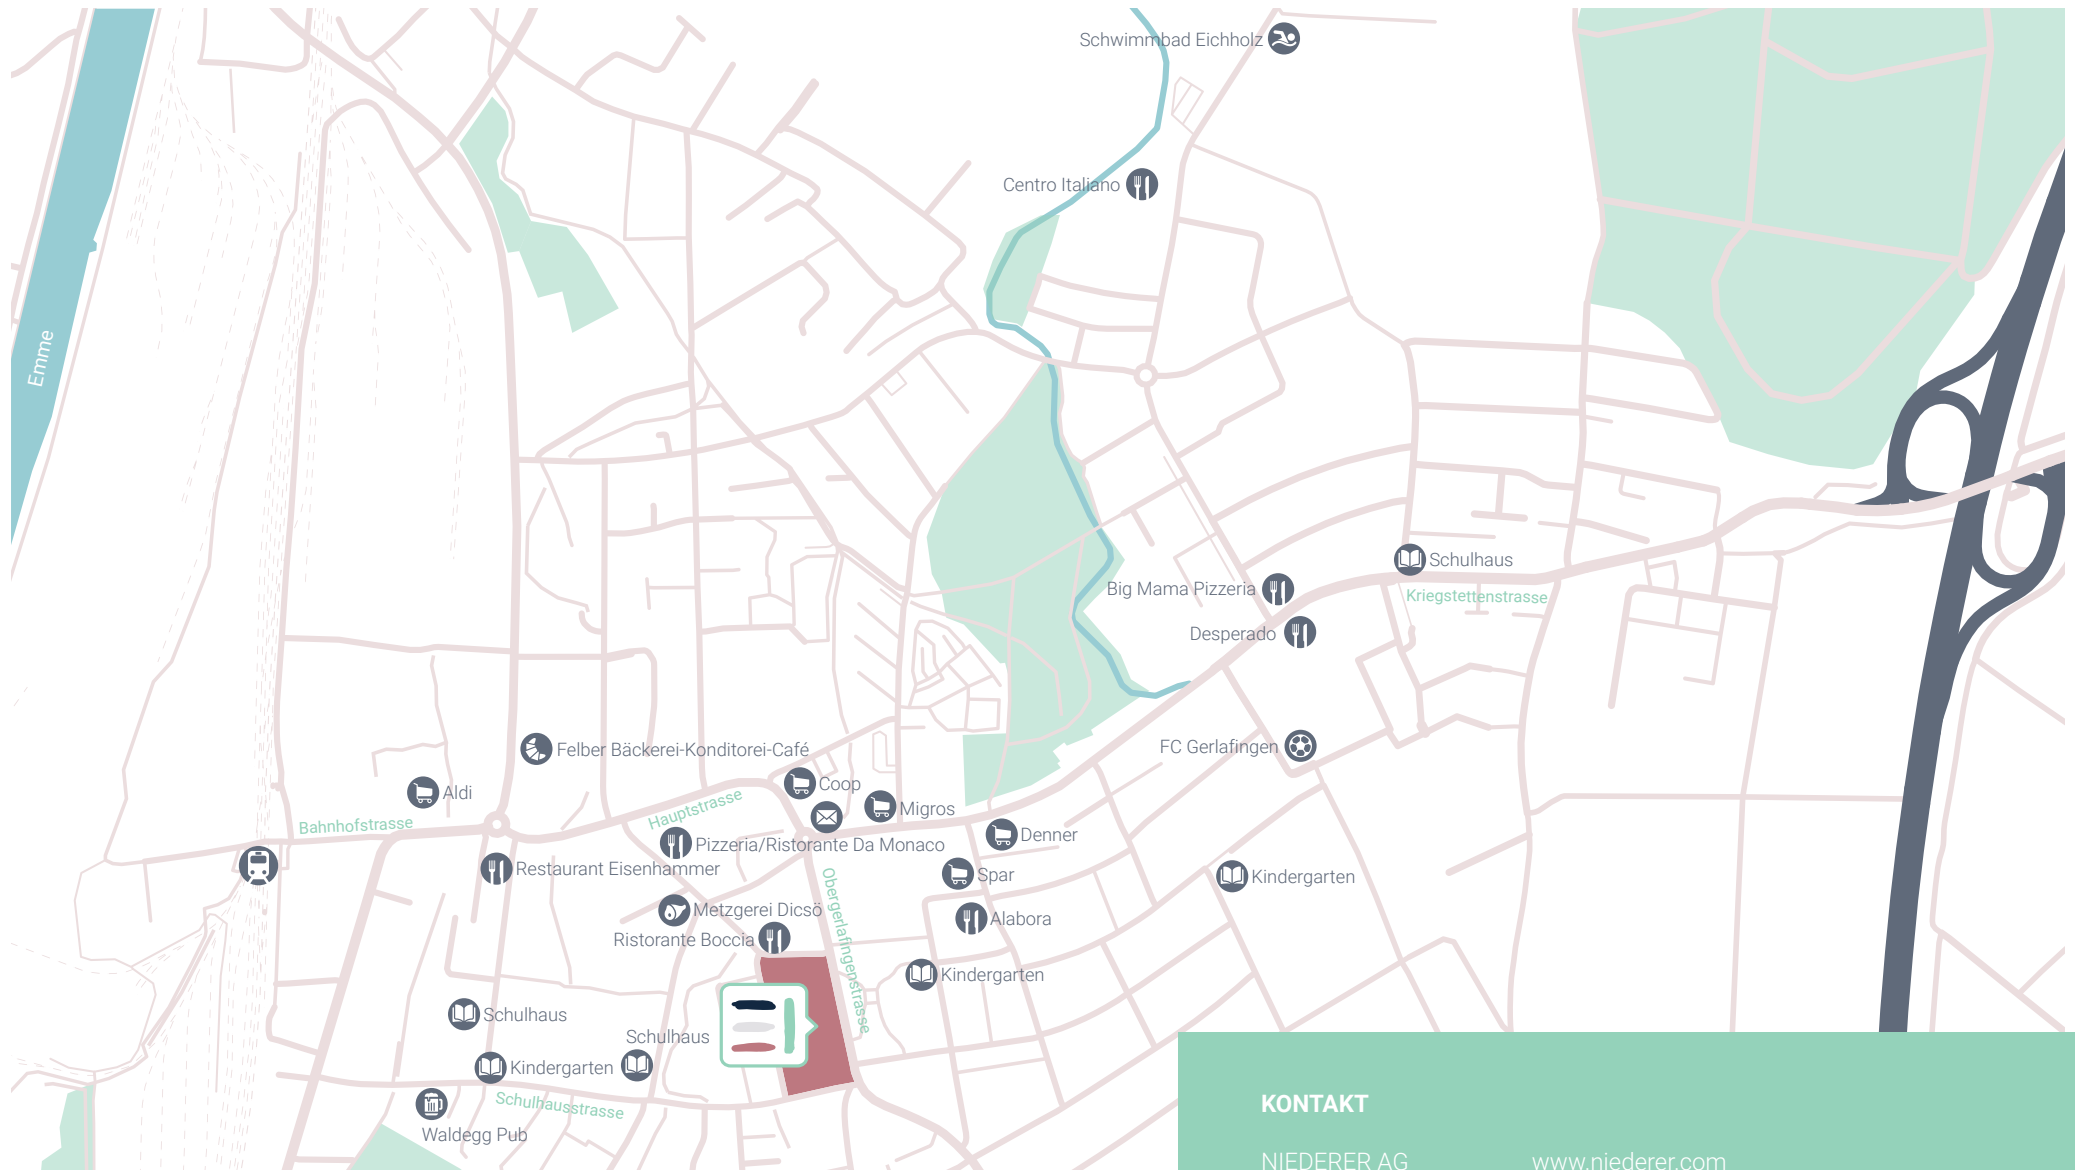 Schwimmbad Eichholz
Centro Italiano
Emme
Schulhaus
Big Mama Pizzeria
Kriegstettenstrasse
Desperado
FC Gerlafingen
Felber Bäckerei-Konditorei-Café
Aldi
Coop
Hauptstrasse
Migros
Bahnhofstrasse
Denner
Pizzeria/Ristorante Da Monaco
Restaurant Eisenhammer
Spar
Kindergarten
Obergerlafingenstrasse
Metzgerei Dicsö
Alabora
Ristorante Boccia
Kindergarten
Schulhaus
Schulhaus
Kindergarten
Schulhausstrasse
Waldegg Pub
KONTAKT
NIEDERER AG
www.niederer.com